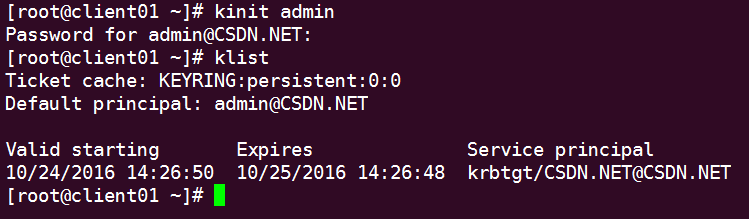 [root@client01 ~]# kinit admin
Password for admin@CSDN.NET:
[root@client01 ~]# klist
Ticket cache: KEYRING:persistent:0:0
Default principal: admin@CSDN.NET
Valid starting       Expires              Service principal
10/24/2016 14:26:50  10/25/2016 14:26:48  krbtgt/CSDN.NET@CSDN.NET
[root@client01 ~]#